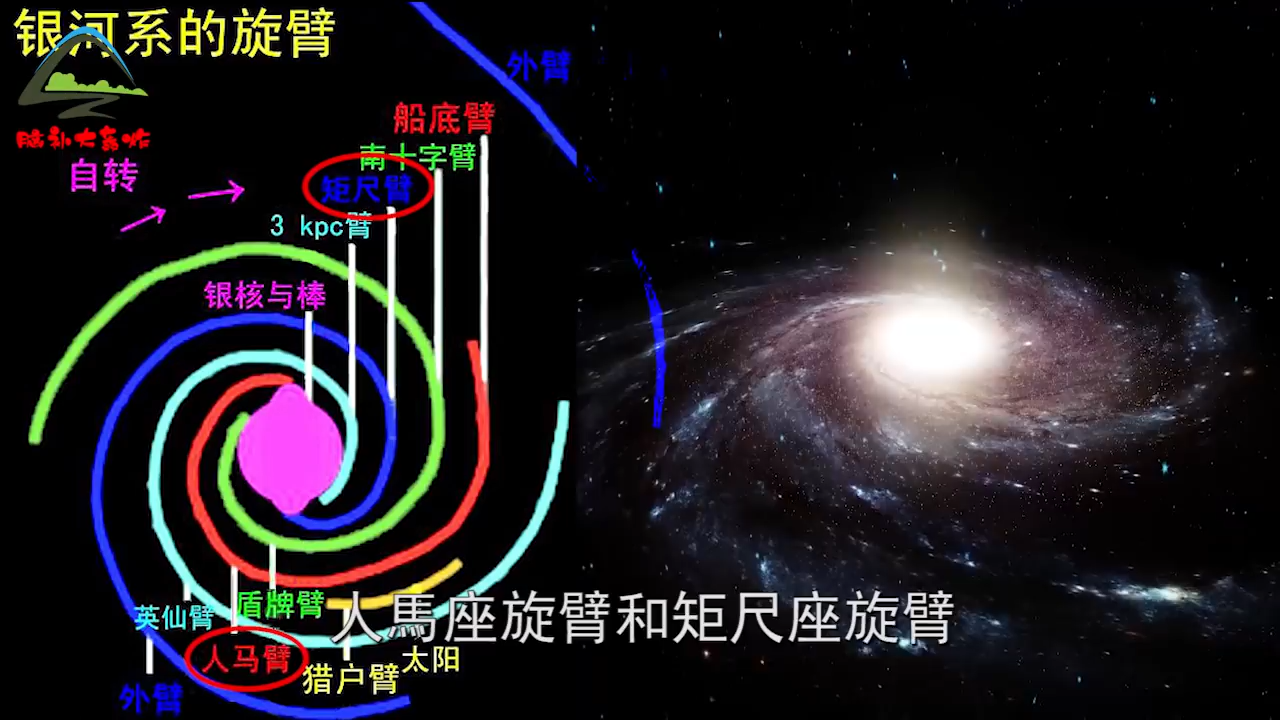 银河系的旋臂
外臂
船底臂
南十字臂
自转
矩尺臂
3 kpc臂
银核与棒
英仙臂
盾牌臂
人馬座旋臂和矩尺座旋臂
人马臂
太阳
猎户臂
外臂